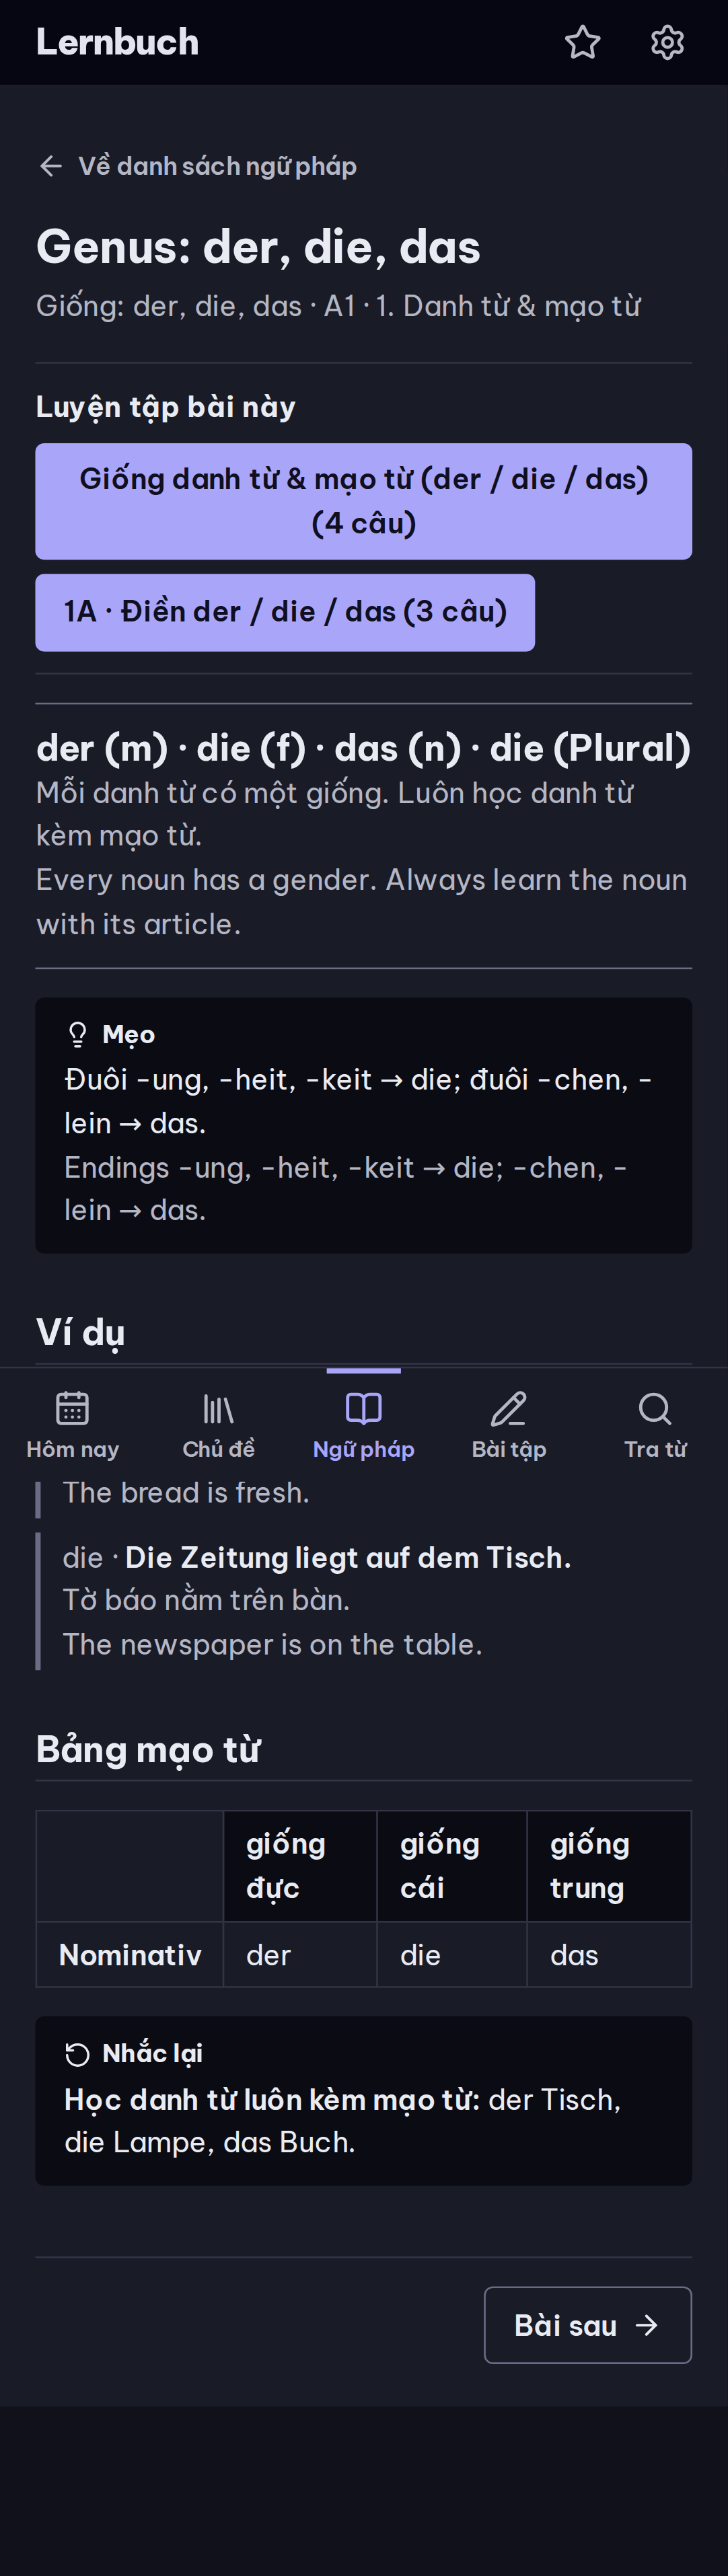 Lernbuch
Về danh sách ngữ pháp
Genus: der, die, das
Giống: der, die, das · A1 · 1. Danh từ & mạo từ
Luyện tập bài này
Giống danh từ & mạo từ (der / die / das)
(4 câu)
1A · Điền der / die / das (3 câu)
der (m) · die (f) · das (n) · die (Plural)
Mỗi danh từ có một giống. Luôn học danh từ
kèm mạo từ.
Every noun has a gender. Always learn the noun
with its article.
Mẹo
Đuôi -ung, -heit, -keit → die; đuôi -chen, -
lein → das.
Endings -ung, -heit, -keit → die; -chen, -
lein → das.
Ví dụ
Hôm nay
Chủ đề
Ngữ pháp
Bài tập
Tra từ
The bread is fresh.
die · Die Zeitung liegt auf dem Tisch.
Tờ báo nằm trên bàn.
The newspaper is on the table.
Bảng mạo từ
giống
đực
giống
cái
giống
trung
Nominativ der die das
Nhắc lại
Học danh từ luôn kèm mạo từ: der Tisch,
die Lampe, das Buch.
Bài sau →